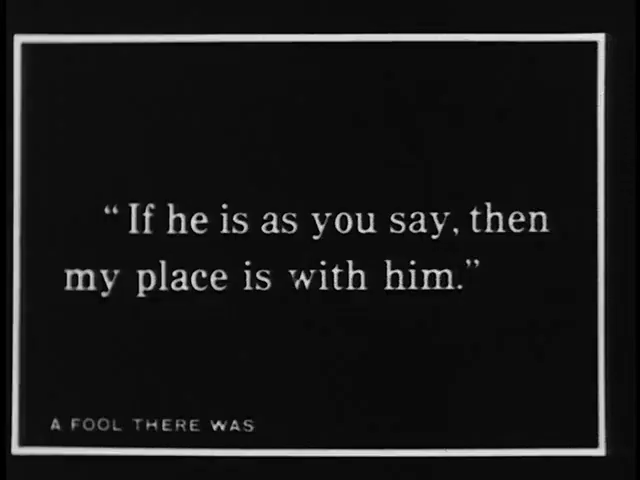 “If he is as you say, then
my place is with him.”
A FOOL THERE WAS